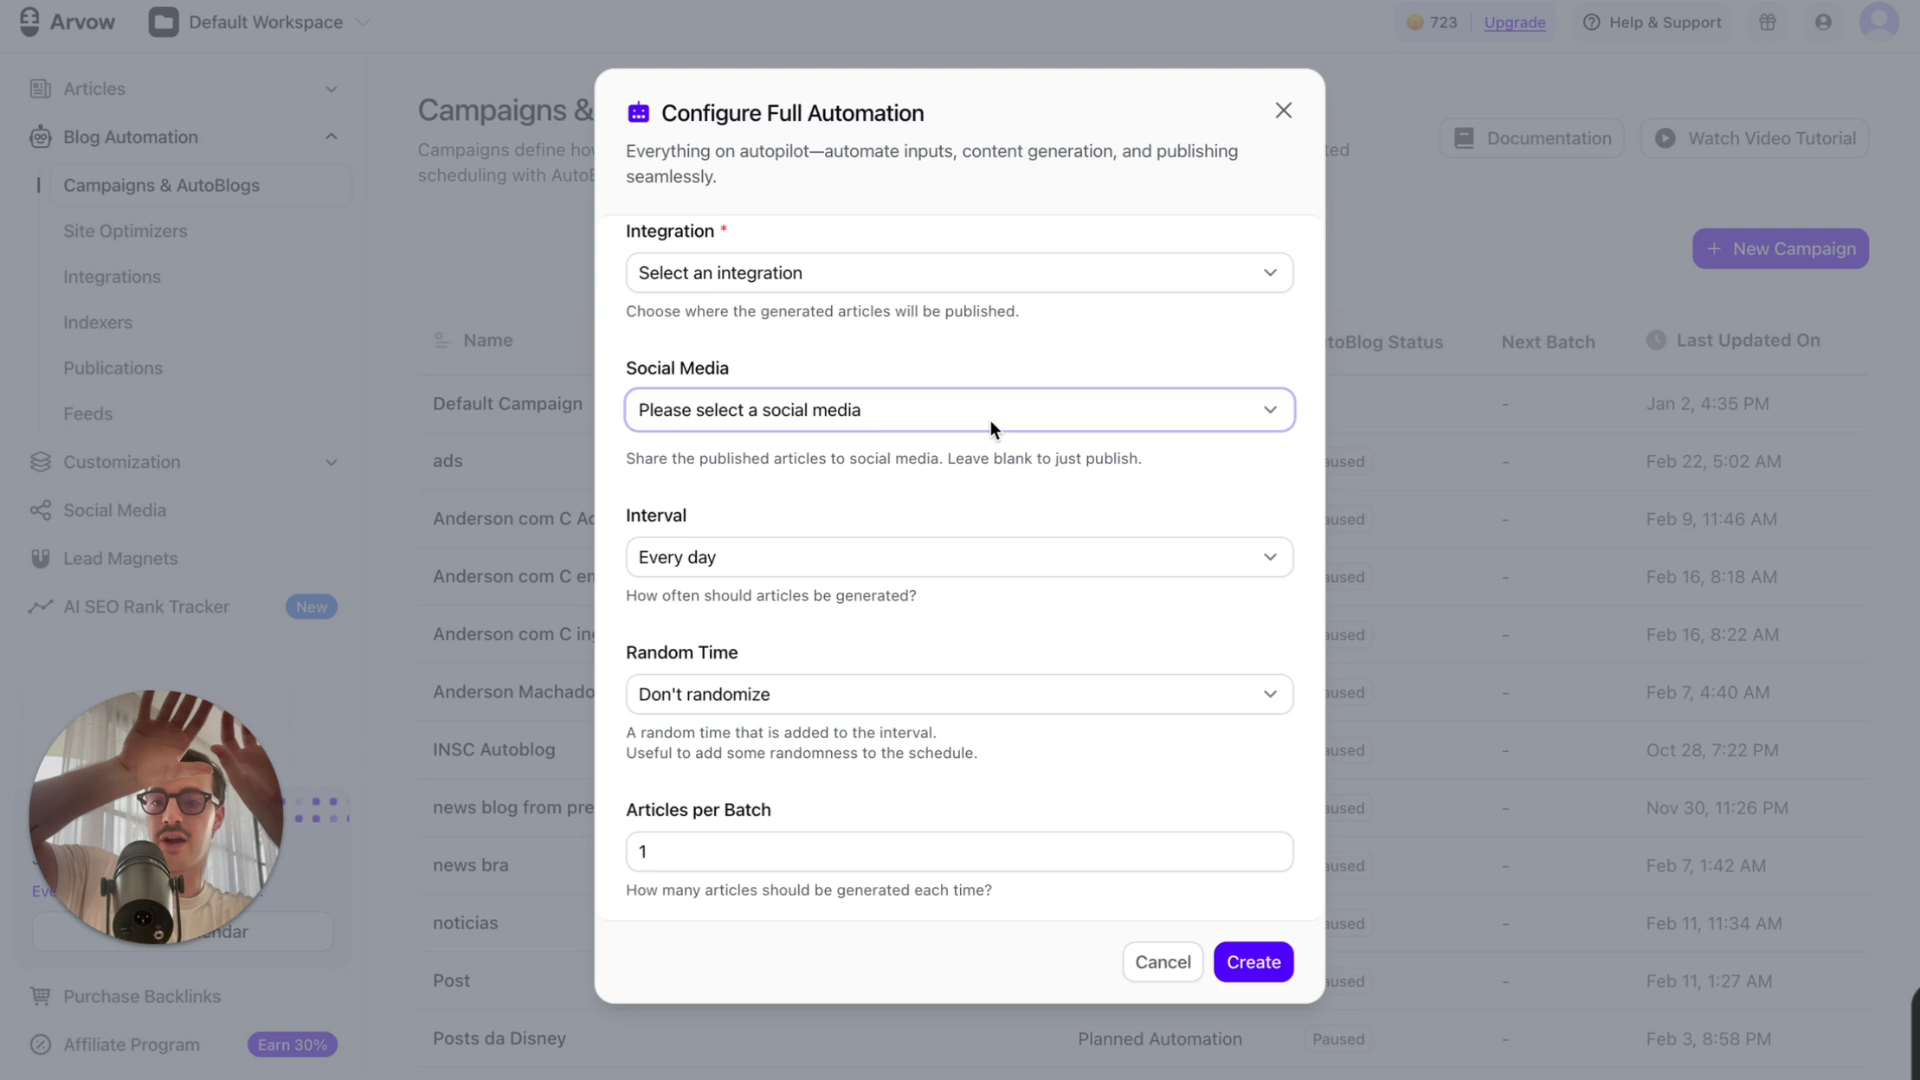 Arvow
Default Workspace
723
Upgrade
Help & Support
Articles
Blog Automation
Campaigns & AutoBlogs
Site Optimizers
Integrations
Indexers
Publications
Feeds
Customization
Social Media
Lead Magnets
AI SEO Rank Tracker
New
Purchase Backlinks
Affiliate Program
Earn 30%
Campaigns &
Campaigns define
scheduling with
Documentation
Watch Video Tutorial
New Campaign
Name
Status
Next Batch
Last Updated On
Default Campaign
-
Jan 2, 4:35 PM
ads
-
Feb 22, 5:02 AM
Anderson com C
-
Feb 9, 11:46 AM
Anderson com C
-
Feb 16, 8:18 AM
Anderson com C
-
Feb 16, 8:22 AM
Anderson Machado
-
Feb 7, 4:40 AM
INSC Autoblog
-
Oct 28, 7:22 PM
news blog from
-
Nov 30, 11:26 PM
news bra
-
Feb 7, 1:42 AM
noticias
-
Feb 11, 11:34 AM
Post
-
Feb 11, 1:27 AM
Posts da Disney
Planned Automation
Paused
-
Feb 3, 8:58 PM
Configure Full Automation
Everything on autopilot—automate inputs, content generation, and publishing
seamlessly.
Integration *
Select an integration
Choose where the generated articles will be published.
Social Media
Please select a social media
Share the published articles to social media. Leave blank to just publish.
Interval
Every day
How often should articles be generated?
Random Time
Don't randomize
A random time that is added to the interval.
Useful to add some randomness to the schedule.
Articles per Batch
1
How many articles should be generated each time?
Cancel
Create